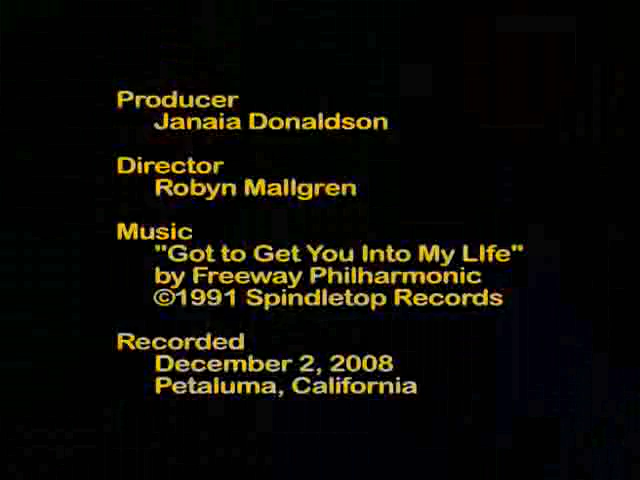 Producer
Janaia Donaldson
Director
Robyn Mallgren
Music
"Got to Get You Into My LIfe"
by Freeway Philharmonic
©1991 Spindletop Records
Recorded
December 2, 2008
Petaluma, California